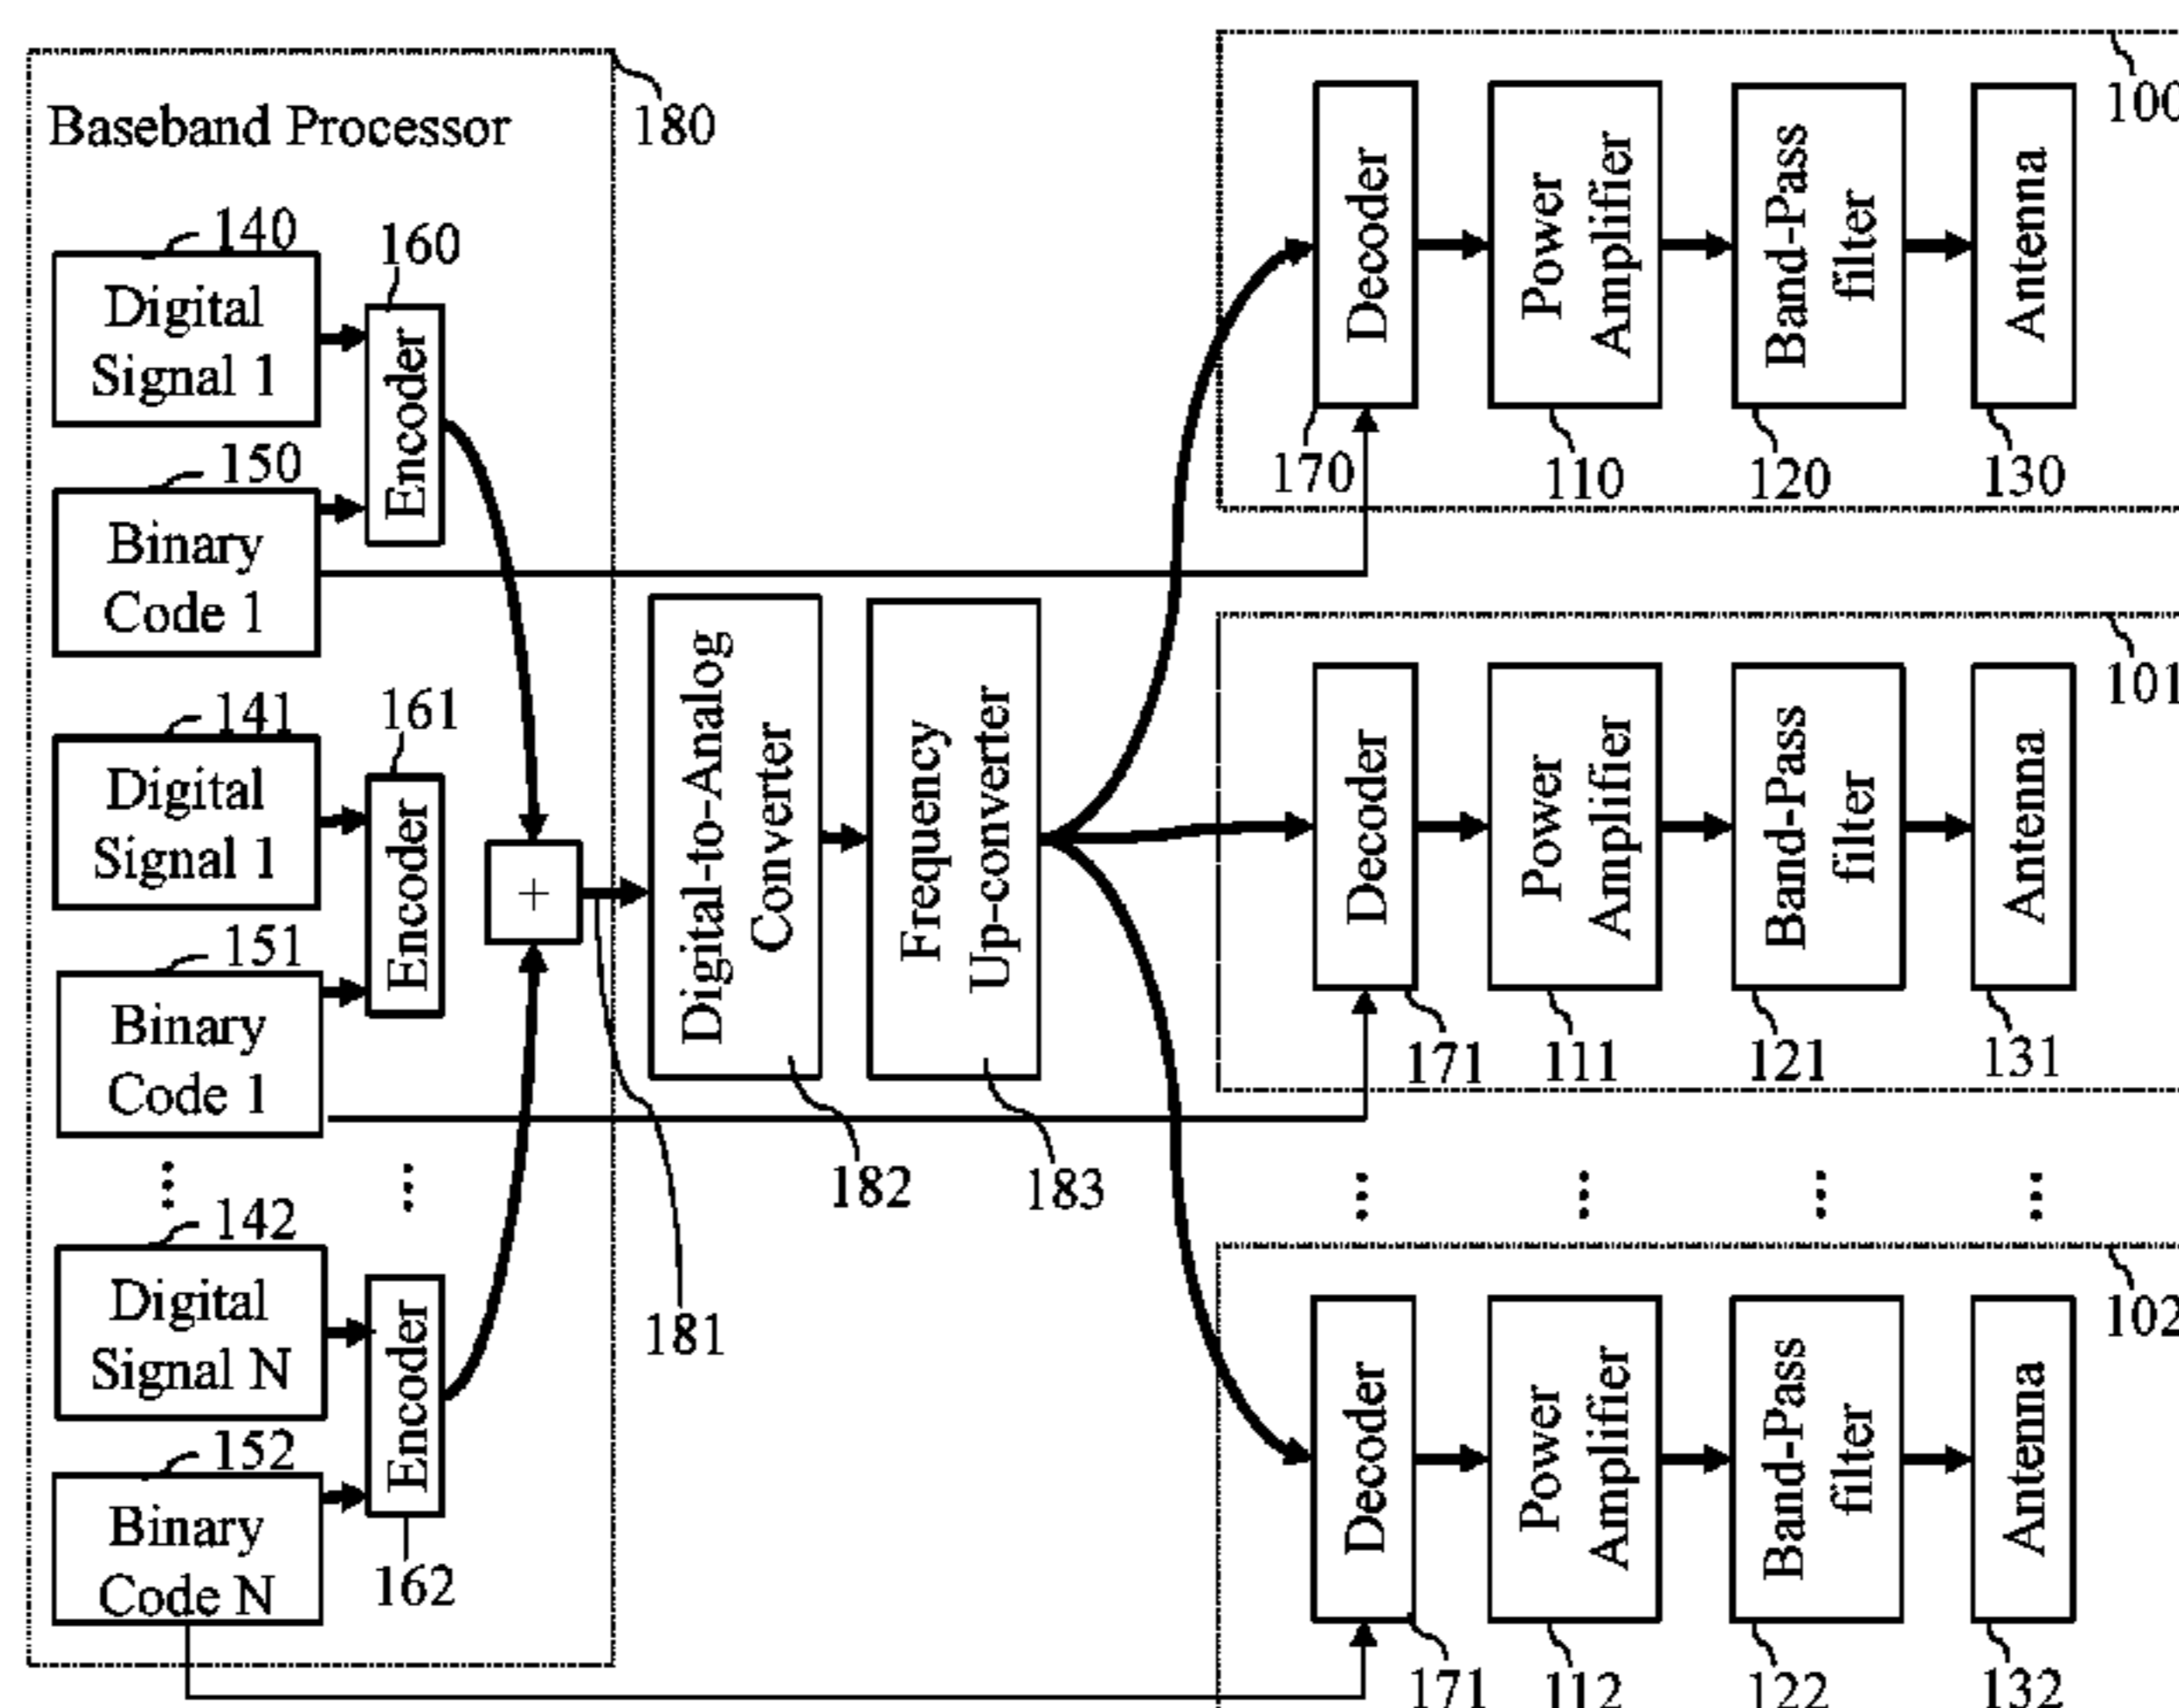 Baseband Processor
180
140
Digital
Signal 1
160
Encoder
150
Binary
Code 1
141
Digital
Signal 1
161
Encoder
151
Binary
Code 1
142
Digital
Signal N
Encoder
152
Binary
Code N
162
+
181
Digital-to-Analog
Converter
182
Frequency
Up-converter
183
100
Decoder
Power
Amplifier
Band-Pass
filter
Antenna
170
110
120
130
101
Decoder
Power
Amplifier
Band-Pass
filter
Antenna
171
111
121
131
102
Decoder
Power
Amplifier
Band-Pass
filter
Antenna
171
112
122
132